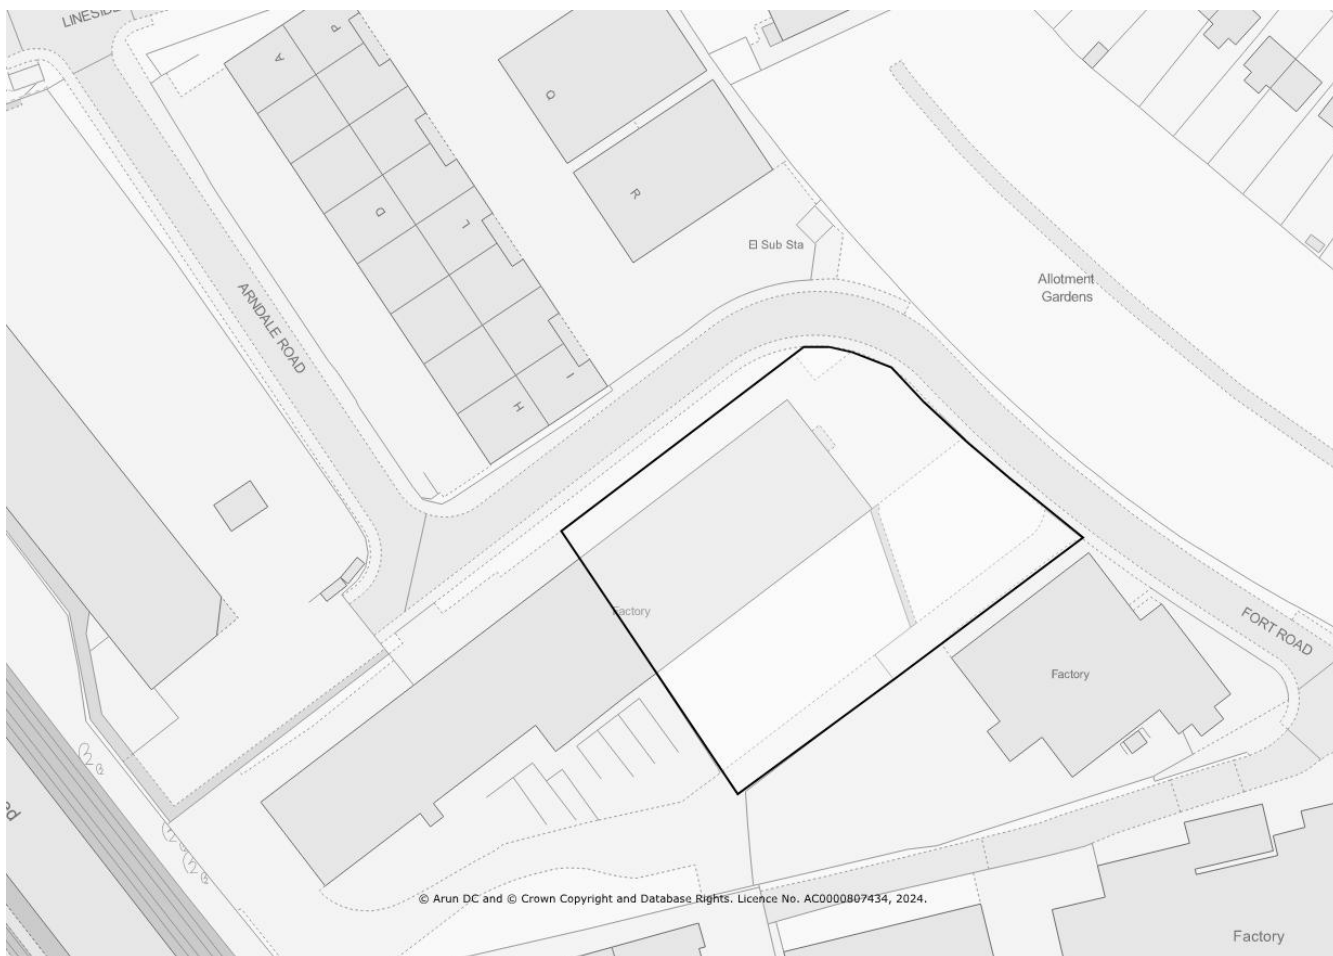 LINESIDE
A
P
Q
R
D
L
El Sub Sta
Allotment
Gardens
ARNDALE ROAD
I
H
Factory
FORT ROAD
Factory
ed
© Arun DC and © Crown Copyright and Database Rights. Licence No. AC0000807434, 2024.
Factory